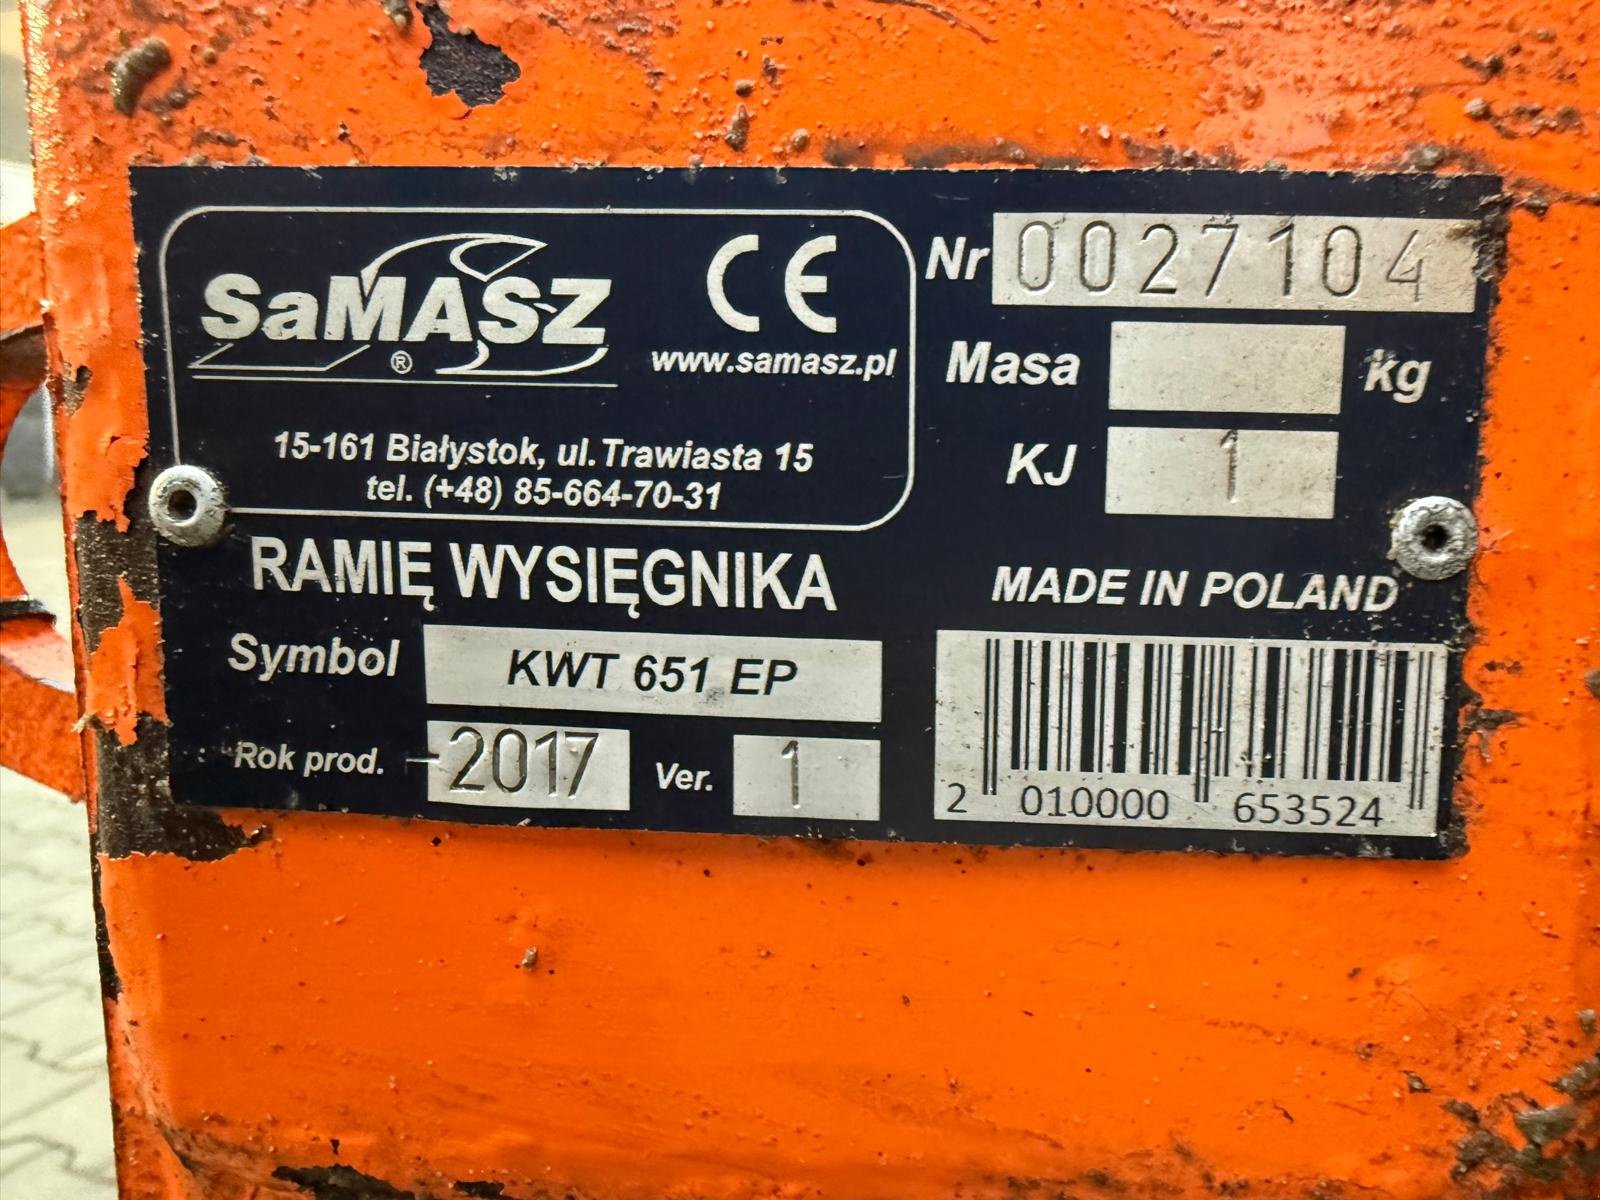 SaMASZ
®
CE
www.samasz.pl
15-161 Białystok, ul. Trawiasta 15
tel. (+48) 85-664-70-31
Nr 0027104
Masa kg
KJ 1
RAMIĘ WYSIĘGNIKA
MADE IN POLAND
Symbol KWT 651 EP
Rok prod. 2017 Ver. 1
2 010000 653524